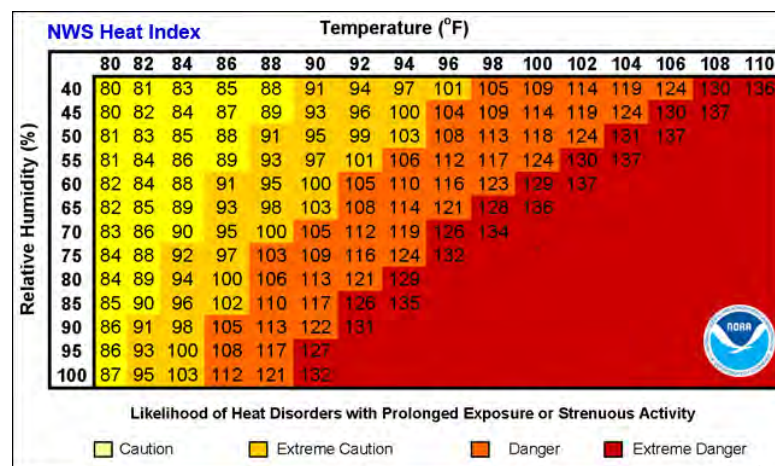 NWS Heat Index Temperature (°F)
80 82 84 86 88 90 92 94 96 98 100 102 104 106 108 110
40 80 81 83 85 88 91 94 97 101 105 109 114 119 124 130 136
45 80 82 84 87 89 93 96 100 104 109 114 119 124 130 137
50 81 83 85 88 91 95 99 103 108 113 118 124 131 137
55 81 84 86 89 93 97 101 106 112 117 124 130 137
60 82 84 88 91 95 100 105 110 116 123 129 137
65 82 85 89 93 98 103 108 114 121 128 136
70 83 86 90 95 100 105 112 119 126 134
75 84 88 92 97 103 109 116 124 132
80 84 89 94 100 106 113 121 129
85 85 90 96 102 110 117 126 135
90 86 91 98 105 113 122 131
95 86 93 100 108 117 127
100 87 95 103 112 121 132
Relative Humidity (%)
NOAA
Likelihood of Heat Disorders with Prolonged Exposure or Strenuous Activity
Caution Extreme Caution Danger Extreme Danger